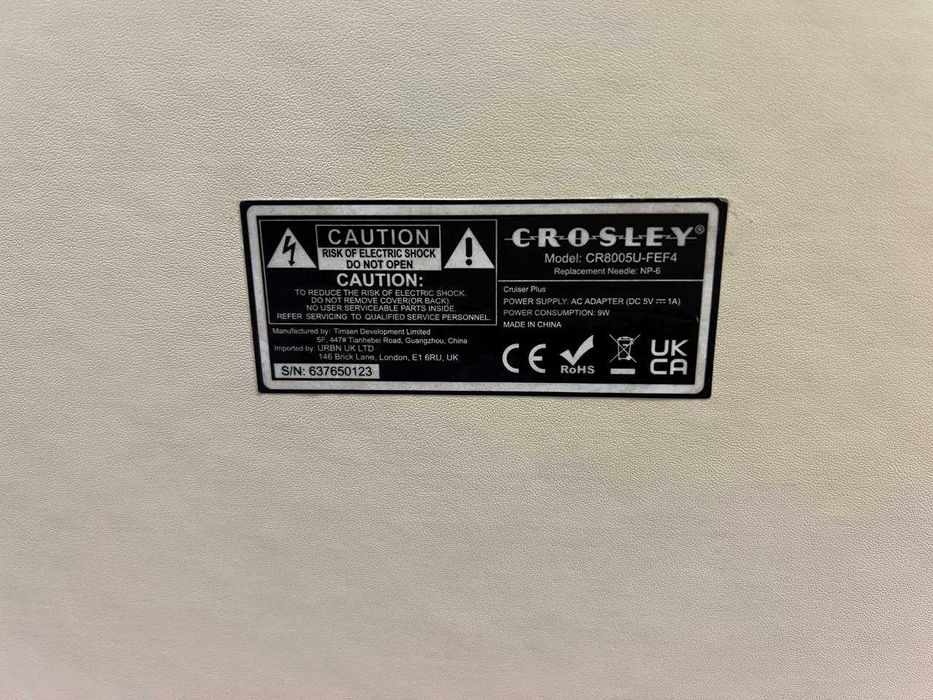 CAUTION
RISK OF ELECTRIC SHOCK
DO NOT OPEN
CAUTION:
TO REDUCE THE RISK OF ELECTRIC SHOCK.
DO NOT REMOVE COVER(OR BACK)
NO USER SERVICEABLE PARTS INSIDE.
REFER SERVICING TO QUALIFIED SERVICE PERSONNEL.
Manufactured by: Timsen Development Limited
5F, 447# Tianhebei Road, Guangzhou, China
Imported by: URBN UK LTD
146 Brick Lane, London, E1 6RU, UK
S/N: 637650123
CROSLEY®
Model: CR8005U-FEF4
Replacement Needle: NP-6
Cruiser Plus
POWER SUPPLY: AC ADAPTER (DC 5V ⎓ 1A)
POWER CONSUMPTION: 9W
MADE IN CHINA
CE
RoHS
UK
CA